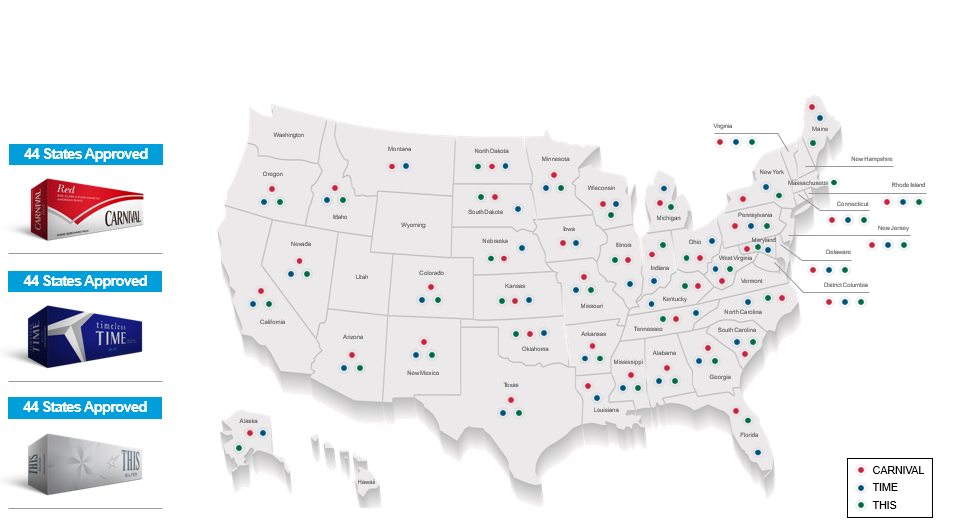 44 States Approved
Red
CARNIVAL
CARNIVAL
44 States Approved
timeless
TIME
TIME
44 States Approved
THIS
THIS
SILVER
Washington
Oregon
Idaho
Montana
North Dakota
South Dakota
Minnesota
Wisconsin
Michigan
Wyoming
Nevada
Utah
Colorado
Nebraska
Iowa
Kansas
Missouri
Illinois
Indiana
Ohio
California
Arizona
New Mexico
Oklahoma
Texas
Arkansas
Louisiana
Mississippi
Alabama
Tennessee
Kentucky
Georgia
Florida
South Carolina
North Carolina
Vermont
West Virginia
Maryland
Pennsylvania
New York
Massachusetts
Maine
Virginia
New Hampshire
Rhode Island
Connecticut
New Jersey
Delaware
District Columbia
Alaska
Hawaii
CARNIVAL
TIME
THIS